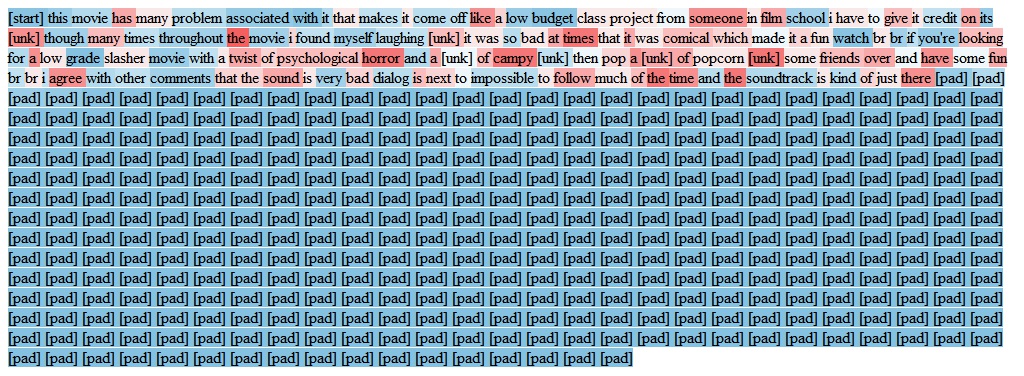 [start] this movie has many problem associated with it that makes it come off like a low budget class project from someone in film school i have to give it credit on its
[unk] though many times throughout the movie i found myself laughing [unk] it was so bad at times that it was comical which made it a fun watch br br if you're looking
for a low grade slasher movie with a twist of psychological horror and a [unk] of campy [unk] then pop a [unk] of popcorn [unk] some friends over and have some fun
br br i agree with other comments that the sound is very bad dialog is next to impossible to follow much of the time and the soundtrack is kind of just there [pad] [pad]
[pad] [pad] [pad] [pad] [pad] [pad] [pad] [pad] [pad] [pad] [pad] [pad] [pad] [pad] [pad] [pad] [pad] [pad] [pad] [pad] [pad] [pad] [pad] [pad] [pad] [pad] [pad]
[pad] [pad] [pad] [pad] [pad] [pad] [pad] [pad] [pad] [pad] [pad] [pad] [pad] [pad] [pad] [pad] [pad] [pad] [pad] [pad] [pad] [pad] [pad] [pad] [pad] [pad] [pad]
[pad] [pad] [pad] [pad] [pad] [pad] [pad] [pad] [pad] [pad] [pad] [pad] [pad] [pad] [pad] [pad] [pad] [pad] [pad] [pad] [pad] [pad] [pad] [pad] [pad] [pad] [pad]
[pad] [pad] [pad] [pad] [pad] [pad] [pad] [pad] [pad] [pad] [pad] [pad] [pad] [pad] [pad] [pad] [pad] [pad] [pad] [pad] [pad] [pad] [pad] [pad] [pad] [pad] [pad]
[pad] [pad] [pad] [pad] [pad] [pad] [pad] [pad] [pad] [pad] [pad] [pad] [pad] [pad] [pad] [pad] [pad] [pad] [pad] [pad] [pad] [pad] [pad] [pad] [pad] [pad] [pad]
[pad] [pad] [pad] [pad] [pad] [pad] [pad] [pad] [pad] [pad] [pad] [pad] [pad] [pad] [pad] [pad] [pad] [pad] [pad] [pad] [pad] [pad] [pad] [pad] [pad] [pad] [pad]
[pad] [pad] [pad] [pad] [pad] [pad] [pad] [pad] [pad] [pad] [pad] [pad] [pad] [pad] [pad] [pad] [pad] [pad] [pad] [pad] [pad] [pad] [pad] [pad] [pad] [pad] [pad]
[pad] [pad] [pad] [pad] [pad] [pad] [pad] [pad] [pad] [pad] [pad] [pad] [pad] [pad] [pad] [pad] [pad] [pad] [pad] [pad] [pad] [pad] [pad] [pad] [pad] [pad] [pad]
[pad] [pad] [pad] [pad] [pad] [pad] [pad] [pad] [pad] [pad] [pad] [pad] [pad] [pad] [pad] [pad] [pad] [pad] [pad] [pad] [pad] [pad] [pad] [pad] [pad] [pad] [pad]
[pad] [pad] [pad] [pad] [pad] [pad] [pad] [pad] [pad] [pad] [pad] [pad] [pad] [pad] [pad] [pad] [pad] [pad] [pad] [pad] [pad] [pad] [pad] [pad] [pad] [pad] [pad]
[pad] [pad] [pad] [pad] [pad] [pad] [pad] [pad] [pad] [pad] [pad] [pad] [pad] [pad] [pad] [pad] [pad] [pad] [pad] [pad] [pad] [pad] [pad] [pad] [pad] [pad] [pad]
[pad] [pad] [pad] [pad] [pad] [pad] [pad] [pad] [pad] [pad] [pad] [pad] [pad] [pad] [pad] [pad] [pad] [pad] [pad] [pad] [pad] [pad] [pad] [pad] [pad] [pad] [pad]
[pad] [pad] [pad] [pad] [pad] [pad] [pad] [pad] [pad] [pad] [pad] [pad] [pad] [pad] [pad] [pad] [pad] [pad] [pad] [pad] [pad] [pad] [pad] [pad] [pad] [pad] [pad]
[pad] [pad] [pad] [pad] [pad] [pad] [pad] [pad] [pad] [pad] [pad] [pad] [pad] [pad] [pad] [pad] [pad]